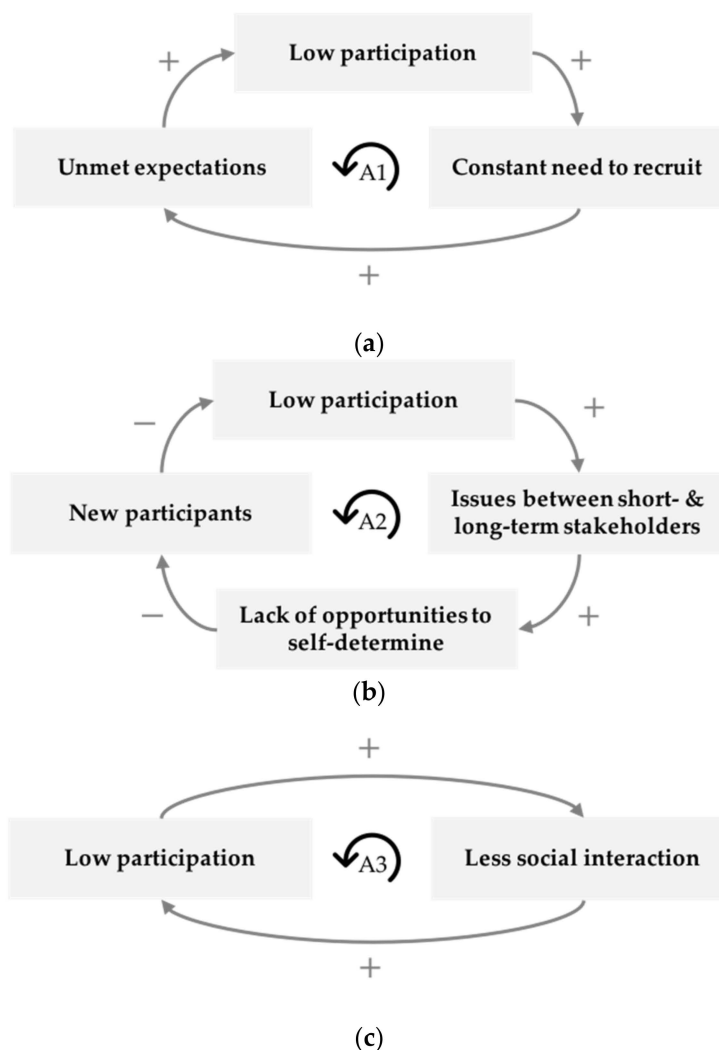 Low participation
+
+
Unmet expectations
A1
Constant need to recruit
+
(a)
Low participation
−
+
New participants
A2
Issues between short- &
long-term stakeholders
−
Lack of opportunities to
self-determine
+
(b)
+
Low participation
A3
Less social interaction
+
(c)